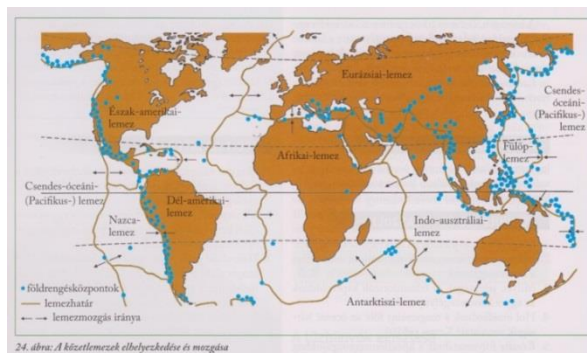 Eurázsiai-lemez
Csendes-
óceáni-
(Pacifikus-)
lemez
Észak-amerikai-
lemez
Fülöp-
lemez
Afrikai-lemez
Csendes-óceáni-
(Pacifikus-) lemez
Dél-amerikai-
lemez
Nazca-
lemez
Indo-ausztráliai-
lemez
földrengésközpontok
lemezhatár
lemezmozgás iránya
Antarktiszi-lemez
24. ábra: A kőzetlemezek elhelyezkedése és mozgása